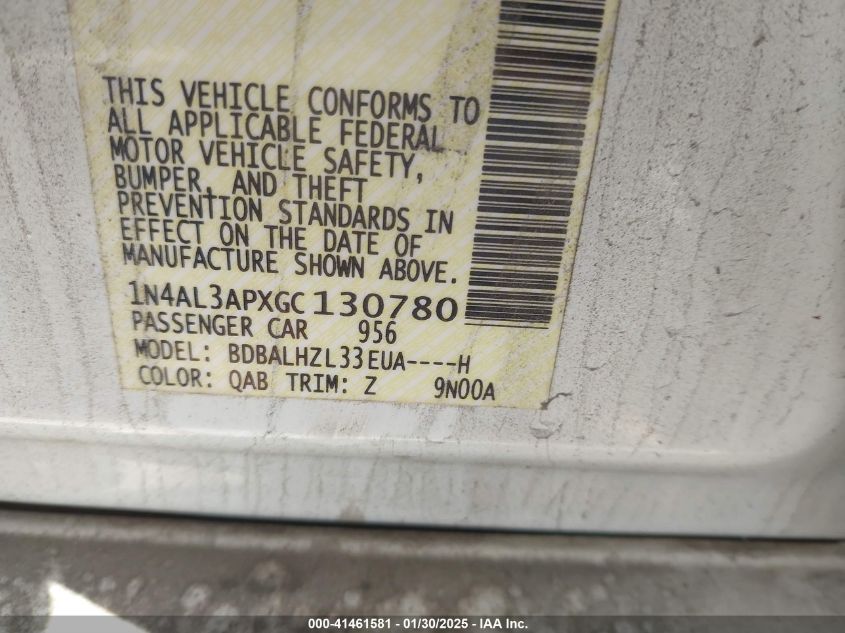 THIS VEHICLE CONFORMS TO
ALL APPLICABLE FEDERAL
MOTOR VEHICLE SAFETY,
BUMPER, AND THEFT
PREVENTION STANDARDS IN
EFFECT ON THE DATE OF
MANUFACTURE SHOWN ABOVE.
1N4AL3APXGC130780
PASSENGER CAR 956
MODEL: BDBALHZL33EUA----H
COLOR: QAB TRIM: Z 9N00A
000-41461581 - 01/30/2025 - IAA Inc.